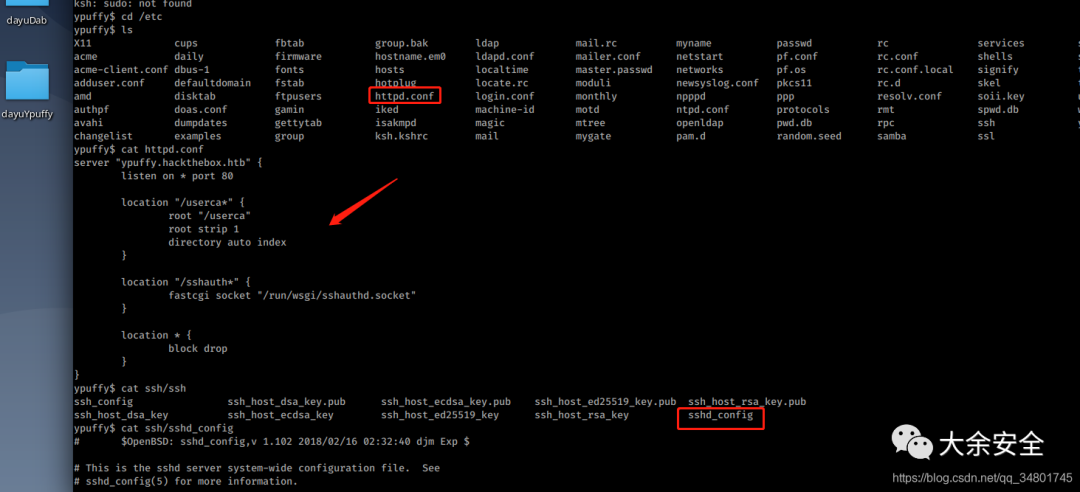 ksh: sudo: not found
dayuDab
ypuffy$ cd /etc
ypuffy$ ls
X11 cups fbtab group.bak ldap mail.rc myname passwd rc services
acme daily firmware hostname.em0 ldapd.conf mailer.conf netstart pf.conf rc.conf shells
acme-client.conf dbus-1 fonts hosts localtime master.passwd networks pf.os rc.conf.local signify
adduser.conf defaultdomain fstab hotplug locate.rc moduli newsyslog.conf pkcs11 rc.d skel
amd disktab ftpusers httpd.conf login.conf monthly npppd ppp resolv.conf soii.key
authpf doas.conf gamin iked machine-id motd ntpd.conf protocols rmt spwd.db
avahi dumpdates gettytab isakmpd magic mtree openldap pwd.db rpc ssh
changelist examples group ksh.kshrc mail mygate pam.d random.seed samba ssl
dayuYpuffy
ypuffy$ cat httpd.conf
server "ypuffy.hackthebox.htb" {
listen on * port 80
location "/userca*" {
root "/userca"
root strip 1
directory auto index
}
location "/sshauth*" {
fastcgi socket "/run/wsgi/sshauthd.socket"
}
location * {
block drop
}
}
ypuffy$ cat ssh/ssh
ssh_config ssh_host_dsa_key.pub ssh_host_ecdsa_key.pub ssh_host_ed25519_key.pub ssh_host_rsa_key.pub
ssh_host_dsa_key ssh_host_ecdsa_key ssh_host_ed25519_key ssh_host_rsa_key sshd_config
ypuffy$ cat ssh/sshd_config
# $OpenBSD: sshd_config,v 1.102 2018/02/16 02:32:40 djm Exp $
# This is the sshd server system-wide configuration file. See
# sshd_config(5) for more information.
大余安全
https://blog.csdn.net/qq_34801745